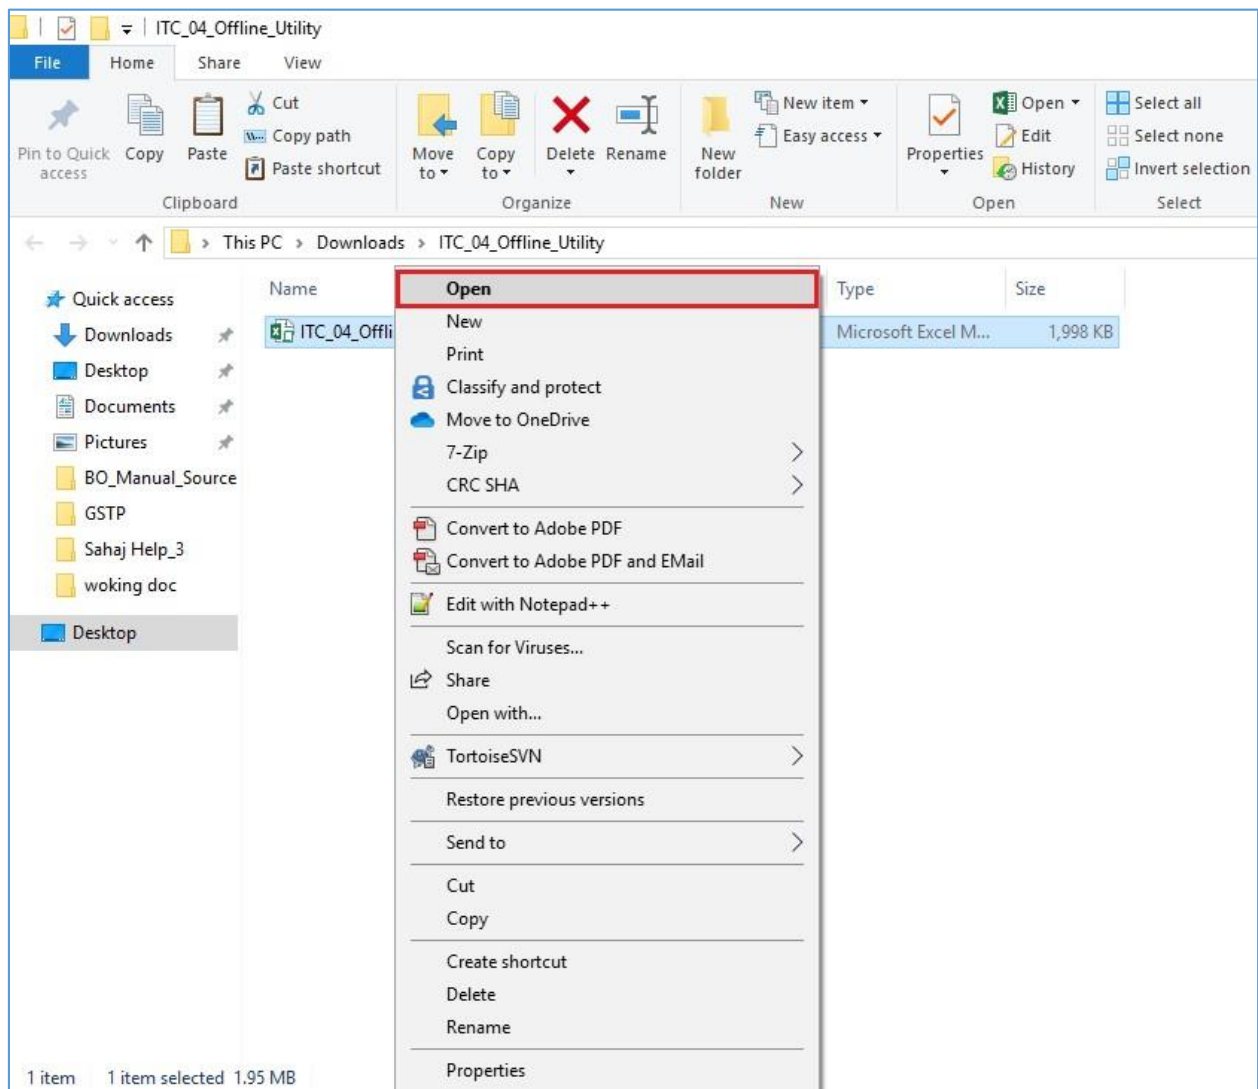 ITC_04_Offline_Utility
File Home Share View
Pin to Quick access
Copy
Paste
Cut
Copy path
Paste shortcut
Clipboard
Move to
Copy to
Delete
Rename
Organize
New folder
New item
Easy access
New
Properties
Open
Edit
History
Open
Select all
Select none
Invert selection
Select
This PC > Downloads > ITC_04_Offline_Utility
Quick access
Downloads
Desktop
Documents
Pictures
BO_Manual_Source
GSTP
Sahaj Help_3
woking doc
Desktop
Name Type Size
ITC_04_Offli Microsoft Excel M... 1,998 KB
Open
New
Print
Classify and protect
Move to OneDrive
7-Zip
CRC SHA
Convert to Adobe PDF
Convert to Adobe PDF and EMail
Edit with Notepad++
Scan for Viruses...
Share
Open with...
TortoiseSVN
Restore previous versions
Send to
Cut
Copy
Create shortcut
Delete
Rename
Properties
1 item 1 item selected 1.95 MB